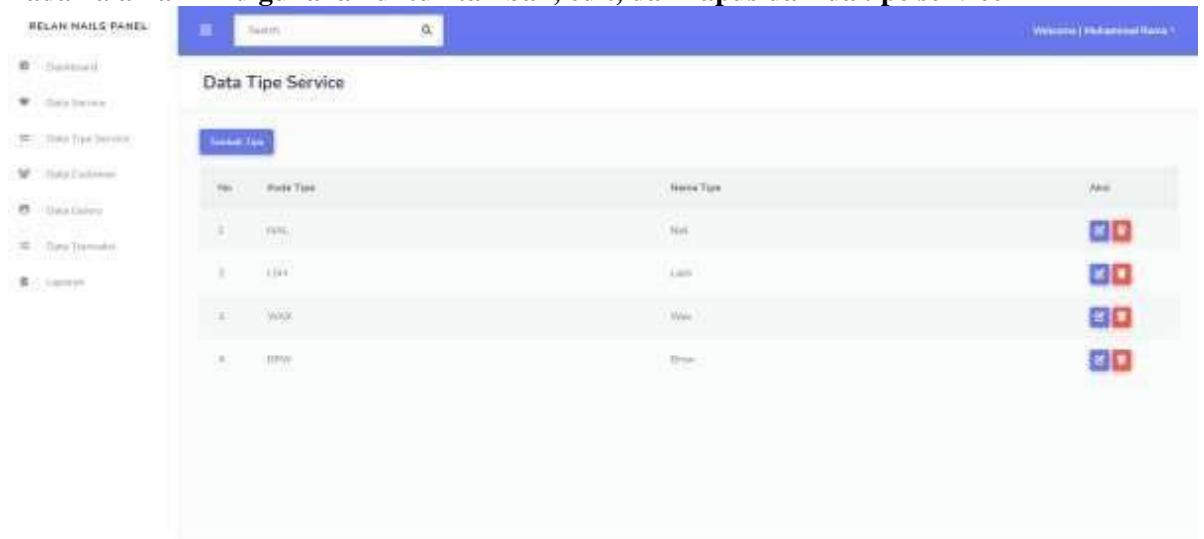 RELAN NAILS PANEL
Search
Welcome | Muhammad Rama
Dashboard
Data Service
Data Tipe Service
Data Customer
Data Galery
Data Transaksi
Laporan
Data Tipe Service
Tambah Tipe
No Kode Tipe Nama Tipe Aksi
1 NAIL Nail
2 LSH Lash
3 WAX Wax
4 BRW Brow